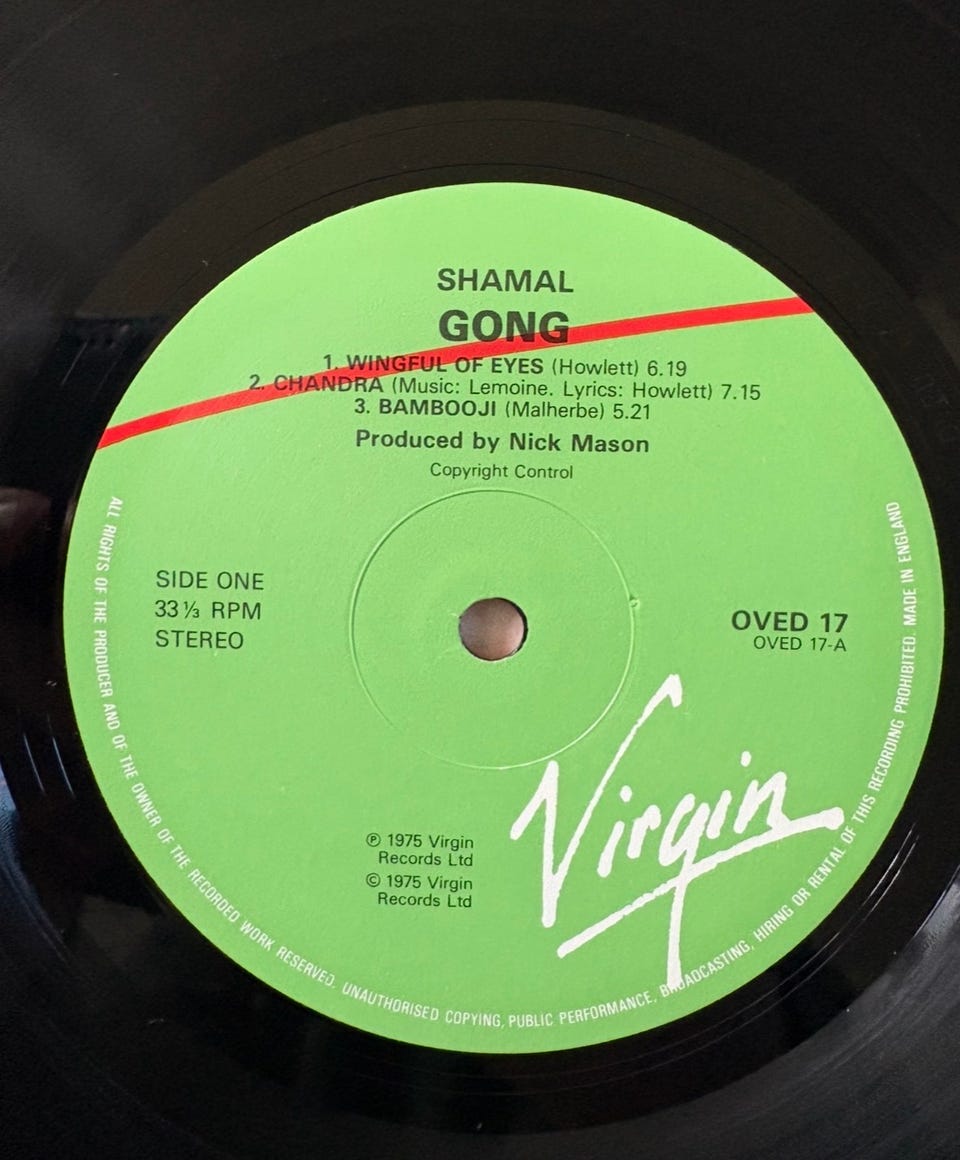 SHAMAL
GONG
1. WINGFUL OF EYES (Howlett) 6.19
2. CHANDRA (Music: Lemoine. Lyrics: Howlett) 7.15
3. BAMBOOJI (Malherbe) 5.21
Produced by Nick Mason
Copyright Control
SIDE ONE
33⅓ RPM
STEREO
OVED 17
OVED 17-A
Virgin
℗ 1975 Virgin
Records Ltd
© 1975 Virgin
Records Ltd
ALL RIGHTS OF THE PRODUCER AND OF THE OWNER OF THE RECORDED WORK RESERVED. UNAUTHORISED COPYING, PUBLIC PERFORMANCE, BROADCASTING, HIRING OR RENTAL OF THIS RECORDING PROHIBITED. MADE IN ENGLAND